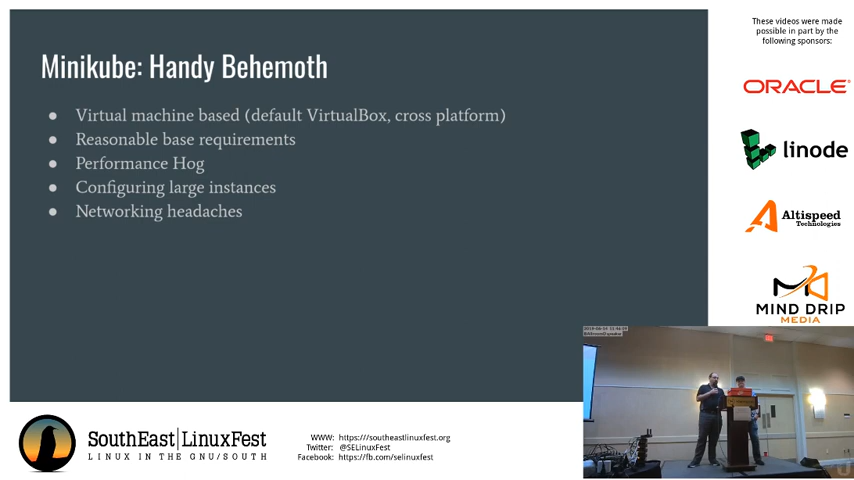 Minikube: Handy Behemoth
● Virtual machine based (default VirtualBox, cross platform)
● Reasonable base requirements
● Performance Hog
● Configuring large instances
● Networking headaches
These videos were made
possible in part by the
following sponsors:
ORACLE
linode
Altispeed
Technologies
MIND DRIP
MEDIA
SouthEast|LinuxFest
LINUX IN THE GNU/SOUTH
WWW: https:///southeastlinuxfest.org
Twitter: @SELinuxFest
Facebook: https://fb.com/selinuxfest